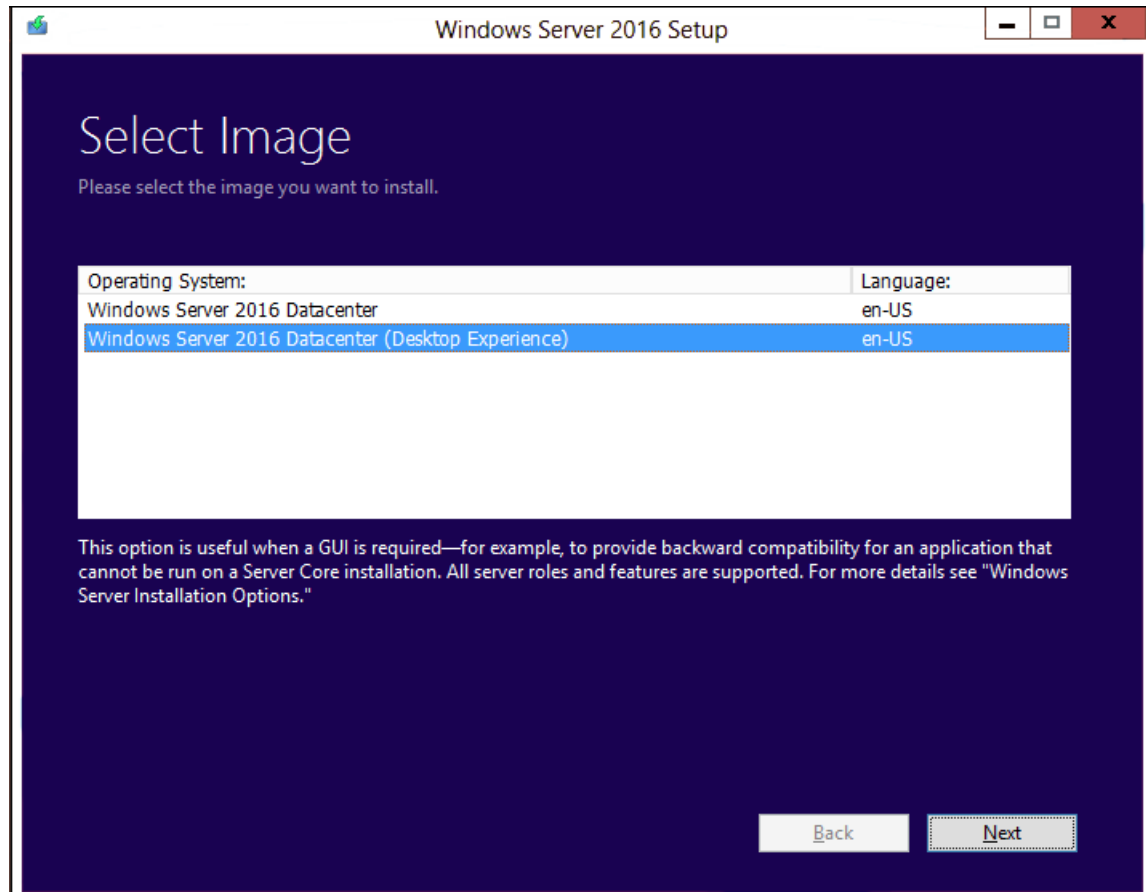 Windows Server 2016 Setup
Select Image
Please select the image you want to install.
Operating System: Language:
Windows Server 2016 Datacenter en-US
Windows Server 2016 Datacenter (Desktop Experience) en-US
This option is useful when a GUI is required—for example, to provide backward compatibility for an application that
cannot be run on a Server Core installation. All server roles and features are supported. For more details see "Windows
Server Installation Options."
Back Next